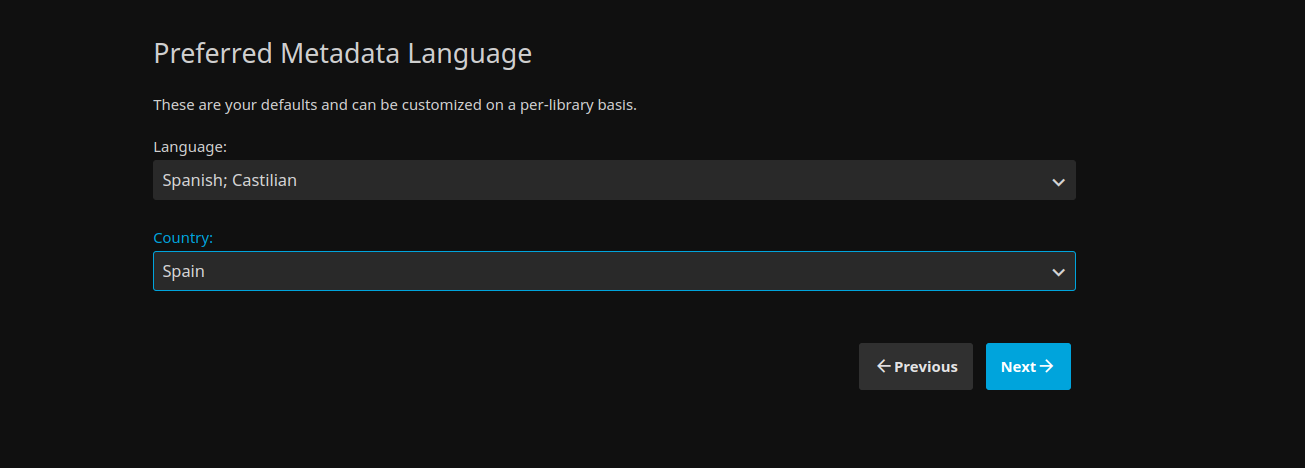 Preferred Metadata Language
These are your defaults and can be customized on a per-library basis.
Language:
Spanish; Castilian
Country:
Spain
Previous
Next